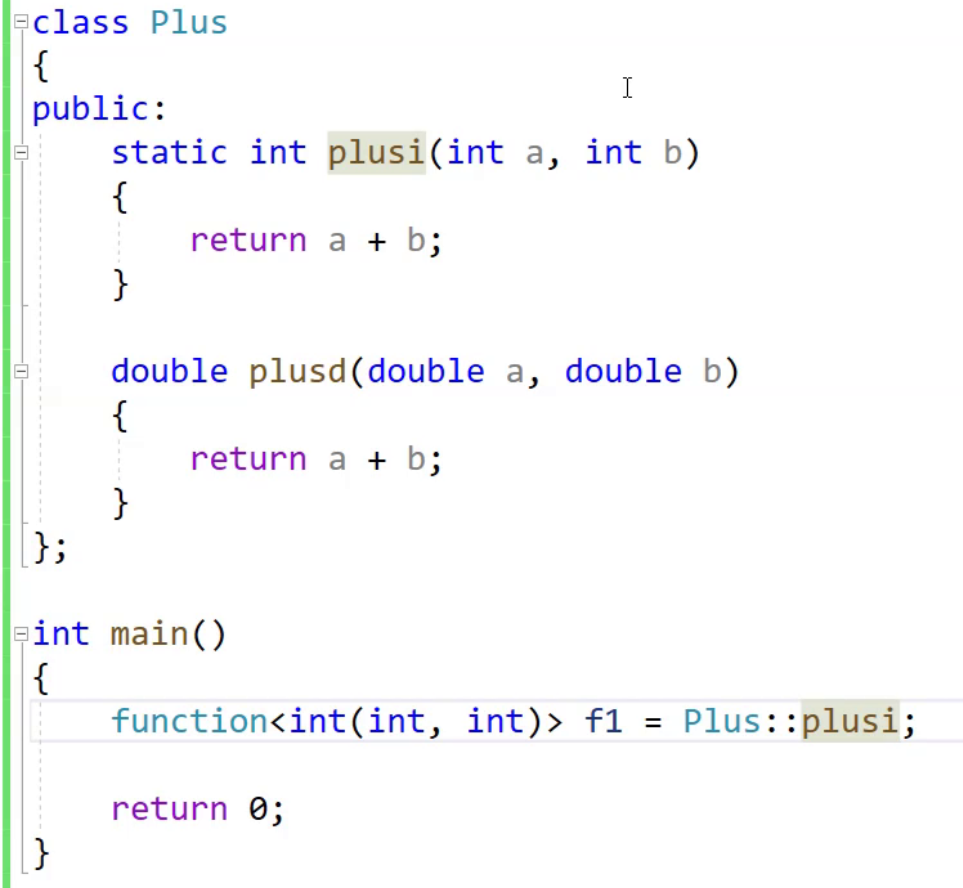 class Plus
{
public:
    static int plusi(int a, int b)
    {
        return a + b;
    }

    double plusd(double a, double b)
    {
        return a + b;
    }
};

int main()
{
    function<int(int, int)> f1 = Plus::plusi;

    return 0;
}